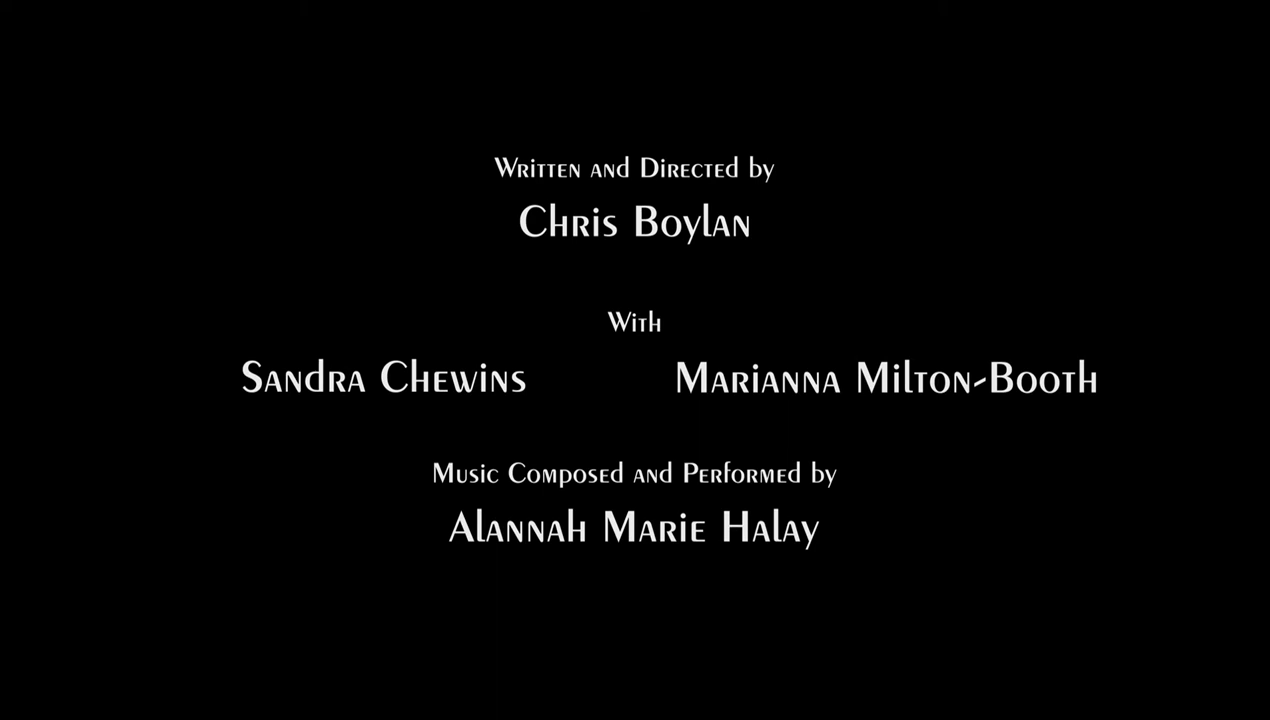 Written and Directed by
Chris Boylan
With
Sandra Chewins Marianna Milton-Booth
Music Composed and Performed by
Alannah Marie Halay